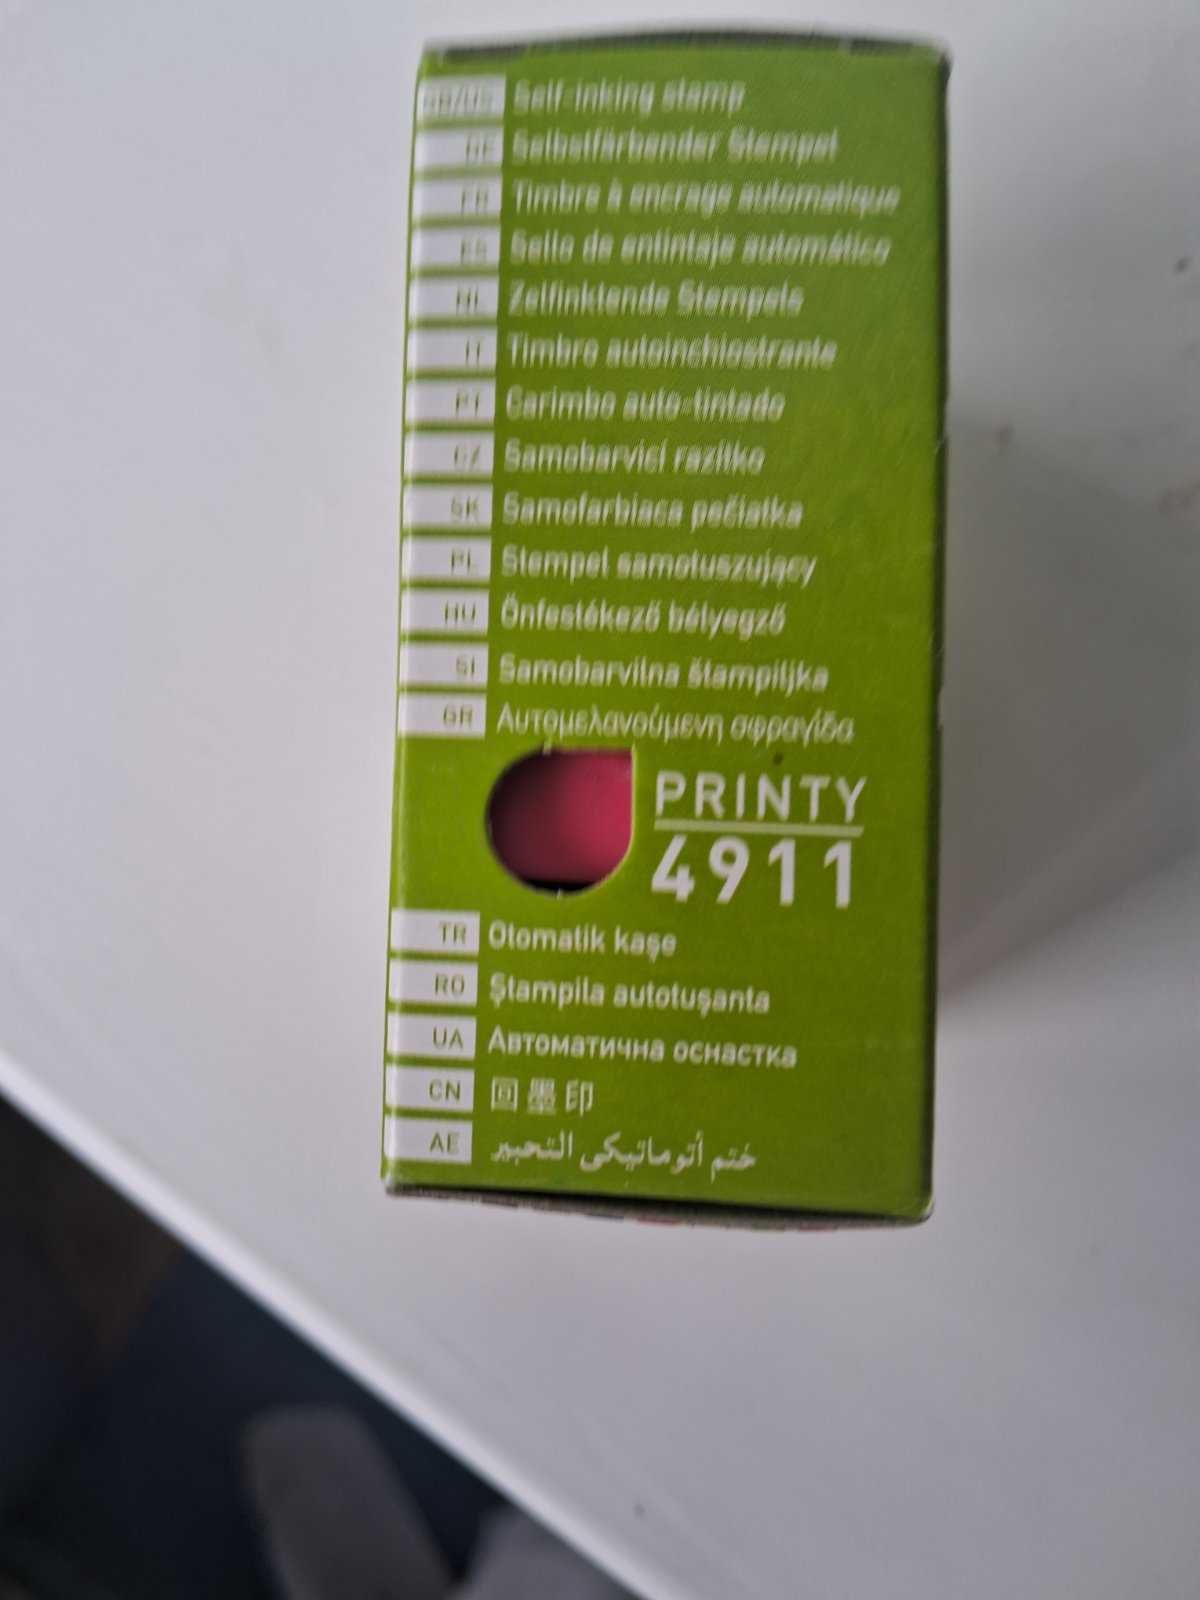 GB/US Self-inking stamp
DE Selbstfärbender Stempel
FR Timbre à encrage automatique
ES Sello de entintaje automático
NL Zelfinktende Stempels
IT Timbro autoinchiostrante
PT Carimbo auto-tintado
CZ Samobarvicí razítko
SK Samofarbiaca pečiatka
PL Stempel samotuszujący
HU Önfestékező bélyegző
SI Samobarvilna štampiljka
GR Αυτομελανούμενη σφραγίδα
PRINTY
4911
TR Otomatik kaşe
RO Ştampila autotuşanta
UA Автоматична оснастка
CN 回墨印
AE ختم أتوماتيكي التحبير